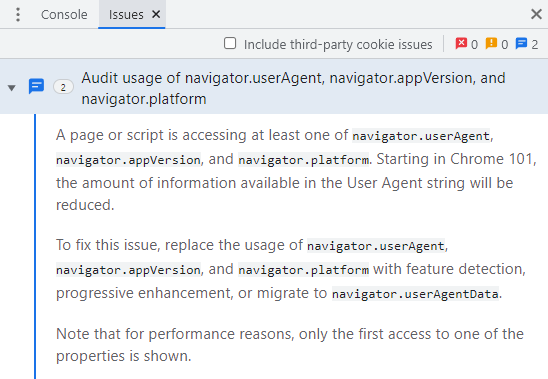 Console Issues
Include third-party cookie issues 0 0 2
2 Audit usage of navigator.userAgent, navigator.appVersion, and
navigator.platform
A page or script is accessing at least one of navigator.userAgent,
navigator.appVersion, and navigator.platform. Starting in Chrome 101,
the amount of information available in the User Agent string will be
reduced.
To fix this issue, replace the usage of navigator.userAgent,
navigator.appVersion, and navigator.platform with feature detection,
progressive enhancement, or migrate to navigator.userAgentData.
Note that for performance reasons, only the first access to one of the
properties is shown.